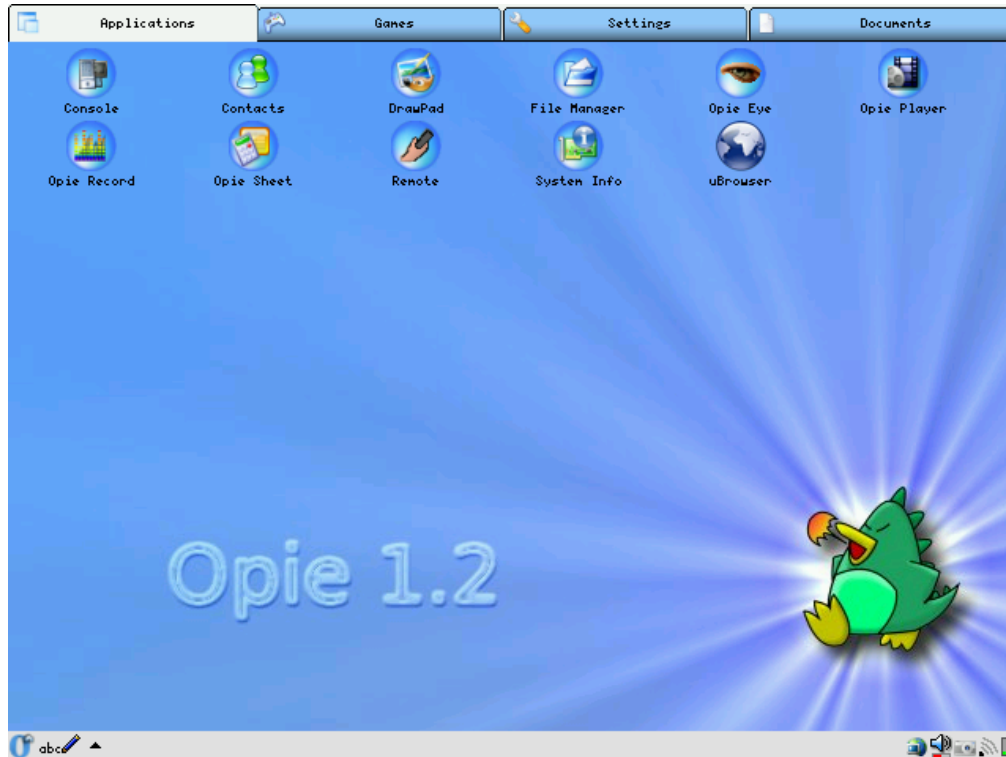 Applications Games Settings Documents
Console Contacts DrawPad File Manager Opie Eye Opie Player
Opie Record Opie Sheet Remote System Info uBrowser
Opie 1.2
abc